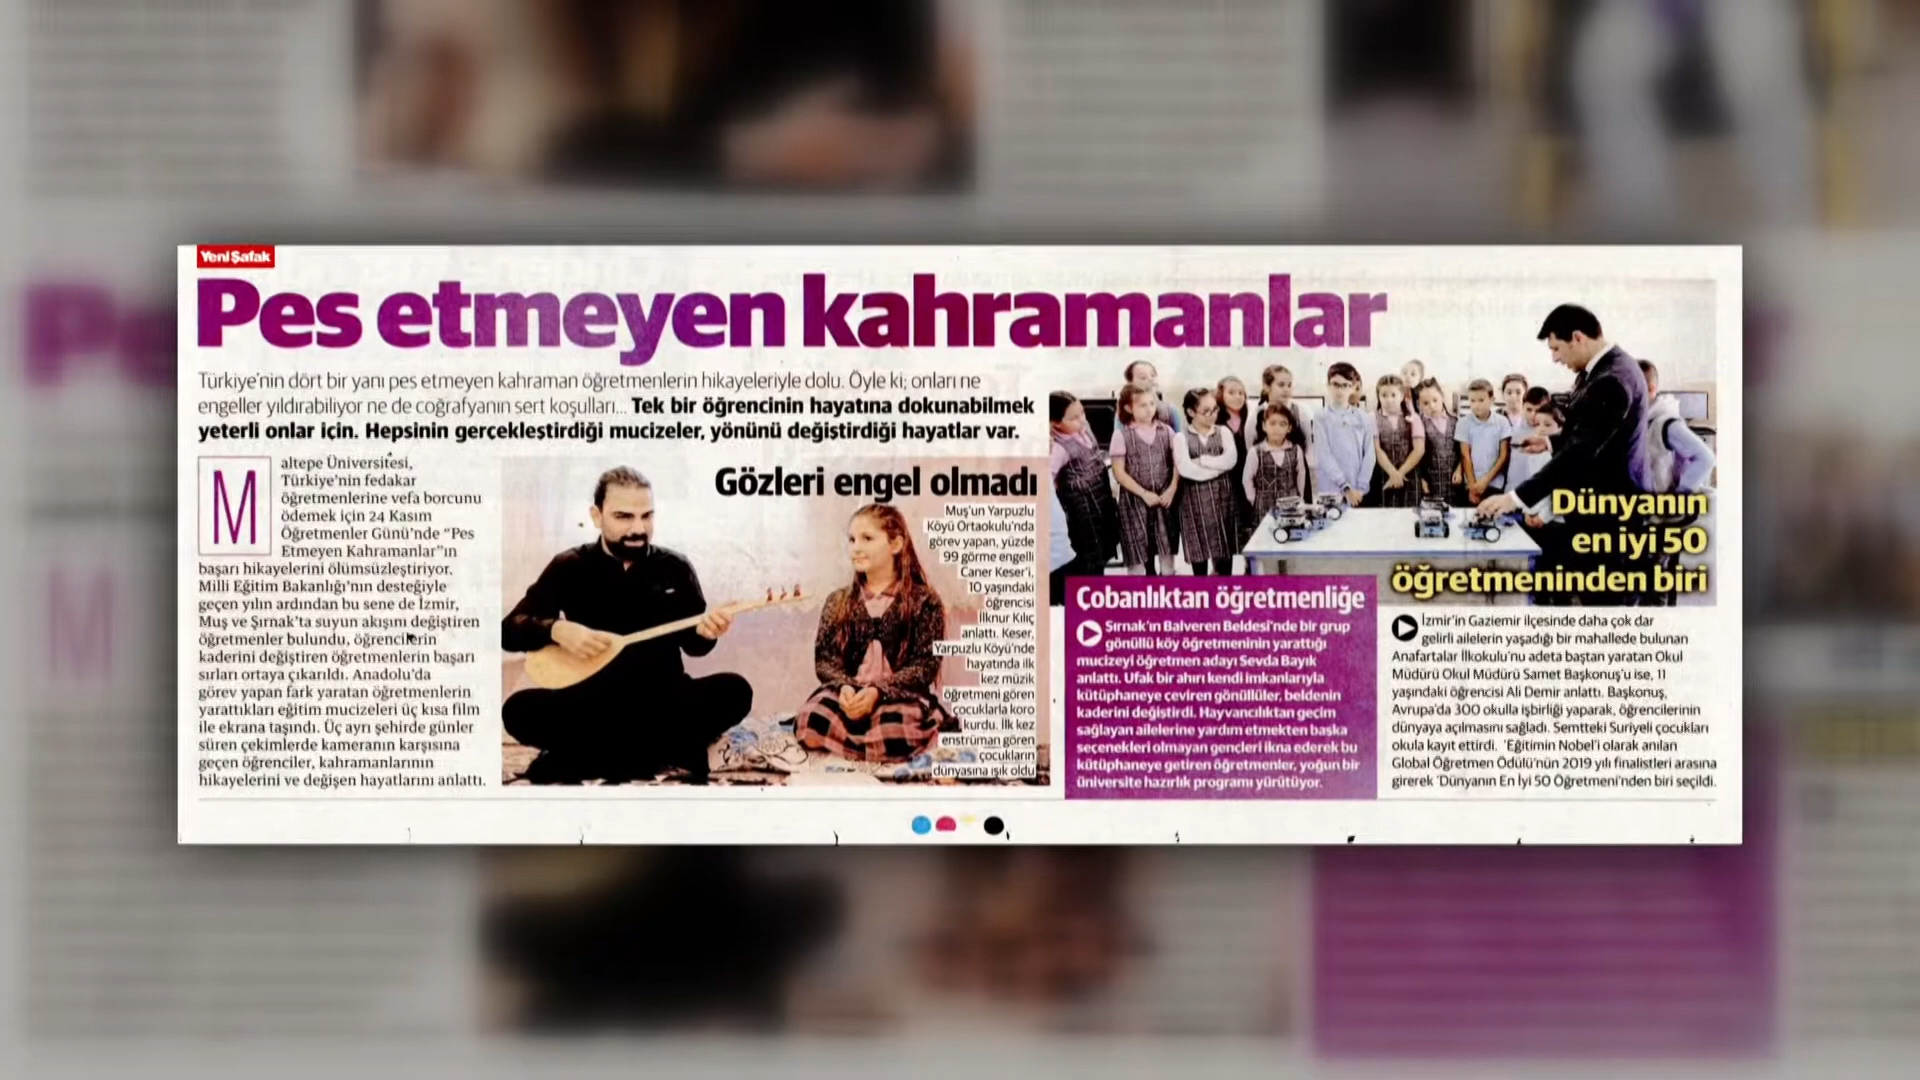 Yeni Şafak
Pes etmeyen kahramanlar
Türkiye'nin dört bir yanı pes etmeyen kahraman öğretmenlerin hikayeleriyle dolu. Öyle ki; onları ne
engeller yıldırabiliyor ne de coğrafyanın sert koşulları... Tek bir öğrencinin hayatına dokunabilmek
yeterli onlar için. Hepsinin gerçekleştirdiği mucizeler, yönünü değiştirdiği hayatlar var.
Maltepe Üniversitesi,
Türkiye'nin fedakar
öğretmenlerine vefa borcunu
ödemek için 24 Kasım
Öğretmenler Günü'nde "Pes
Etmeyen Kahramanlar"ın
başarı hikayelerini ölümsüzleştiriyor.
Milli Eğitim Bakanlığı'nın desteğiyle
geçen yılın ardından bu sene de İzmir,
Muş ve Şırnak'ta suyun akışını değiştiren
öğretmenler bulundu, öğrencilerin
kaderini değiştiren öğretmenlerin başarı
sırları ortaya çıkarıldı. Anadolu'da
görev yapan fark yaratan öğretmenlerin
yarattıkları eğitim mucizeleri üç kısa film
ile ekrana taşındı. Üç ayrı şehirde günler
süren çekimlerde kameranın karşısına
geçen öğrenciler, kahramanlarının
hikayelerini ve değişen hayatlarını anlattı.
Gözleri engel olmadı
Muş'un Yarpuzlu
Köyü Ortaokulu'nda
görev yapan, yüzde
99 görme engelli
Caner Keser'i,
10 yaşındaki
öğrencisi
İlknur Kılıç
anlattı. Keser,
Yarpuzlu Köyü'nde
hayatında ilk
kez müzik
öğretmeni gören
çocuklarla koro
kurdu. İlk kez
enstrüman gören
çocukların
dünyasına ışık oldu
Çobanlıktan öğretmenliğe
Şırnak'ın Balveren Beldesi'nde bir grup
gönüllü köy öğretmeninin yarattığı
mucizeyi öğretmen adayı Sevda Bayık
anlattı. Ufak bir ahırı kendi imkanlarıyla
kütüphaneye çeviren gönüllüler, beldenin
kaderini değiştirdi. Hayvancılıktan geçim
sağlayan ailelerine yardım etmekten başka
seçenekleri olmayan gençleri ikna ederek bu
kütüphaneye getiren öğretmenler, yoğun bir
üniversite hazırlık programı yürütüyor.
Dünyanın
en iyi 50
öğretmeninden biri
İzmir'in Gaziemir ilçesinde daha çok dar
gelirli ailelerin yaşadığı bir mahallede bulunan
Anafartalar İlkokulu'nu adeta baştan yaratan Okul
Müdürü Okul Müdürü Samet Başkonuş'u ise, 11
yaşındaki öğrencisi Ali Demir anlattı. Başkonuş,
Avrupa'da 300 okulla işbirliği yaparak, öğrencilerinin
dünyaya açılmasını sağladı. Semtteki Suriyeli çocukları
okula kayıt ettirdi. 'Eğitimin Nobel'i olarak anılan
Global Öğretmen Ödülü'nün 2019 yılı finalistleri arasına
girerek 'Dünyanın En İyi 50 Öğretmeni'nden biri seçildi.